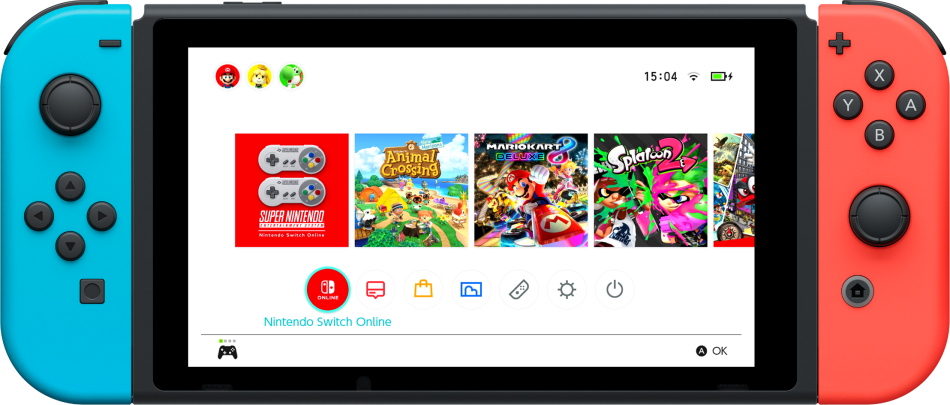 15:04
X
Y
A
B
SUPER NINTENDO
ENTERTAINMENT SYSTEM
Nintendo Switch Online
Animal
Crossing
MARIOKART 8
DELUXE
Splatoon 2
ONLINE
Nintendo Switch Online
A OK